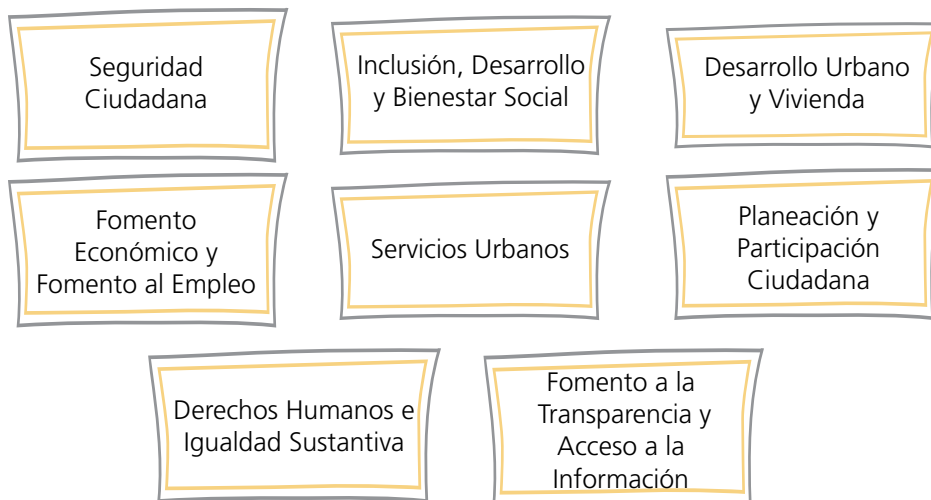 Seguridad
Ciudadana
Inclusión, Desarrollo
y Bienestar Social
Desarrollo Urbano
y Vivienda
Fomento
Económico y
Fomento al Empleo
Servicios Urbanos
Planeación y
Participación
Ciudadana
Derechos Humanos e
Igualdad Sustantiva
Fomento a la
Transparencia y
Acceso a la
Información